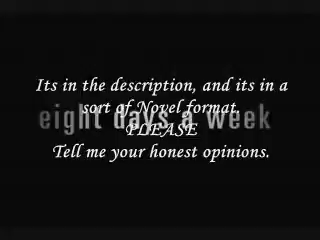 Its in the description, and its in a
sort of Novel format.
eight days a week
PLEASE
Tell me your honest opinions.